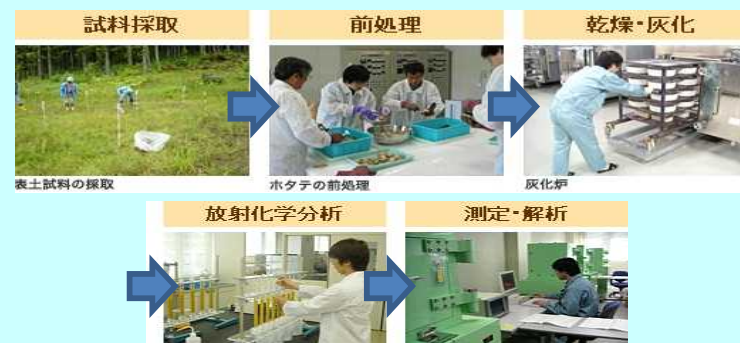 試料採取
前処理
乾燥・灰化
表土試料の採取
ホタテの前処理
灰化炉
放射化学分析
測定・解析